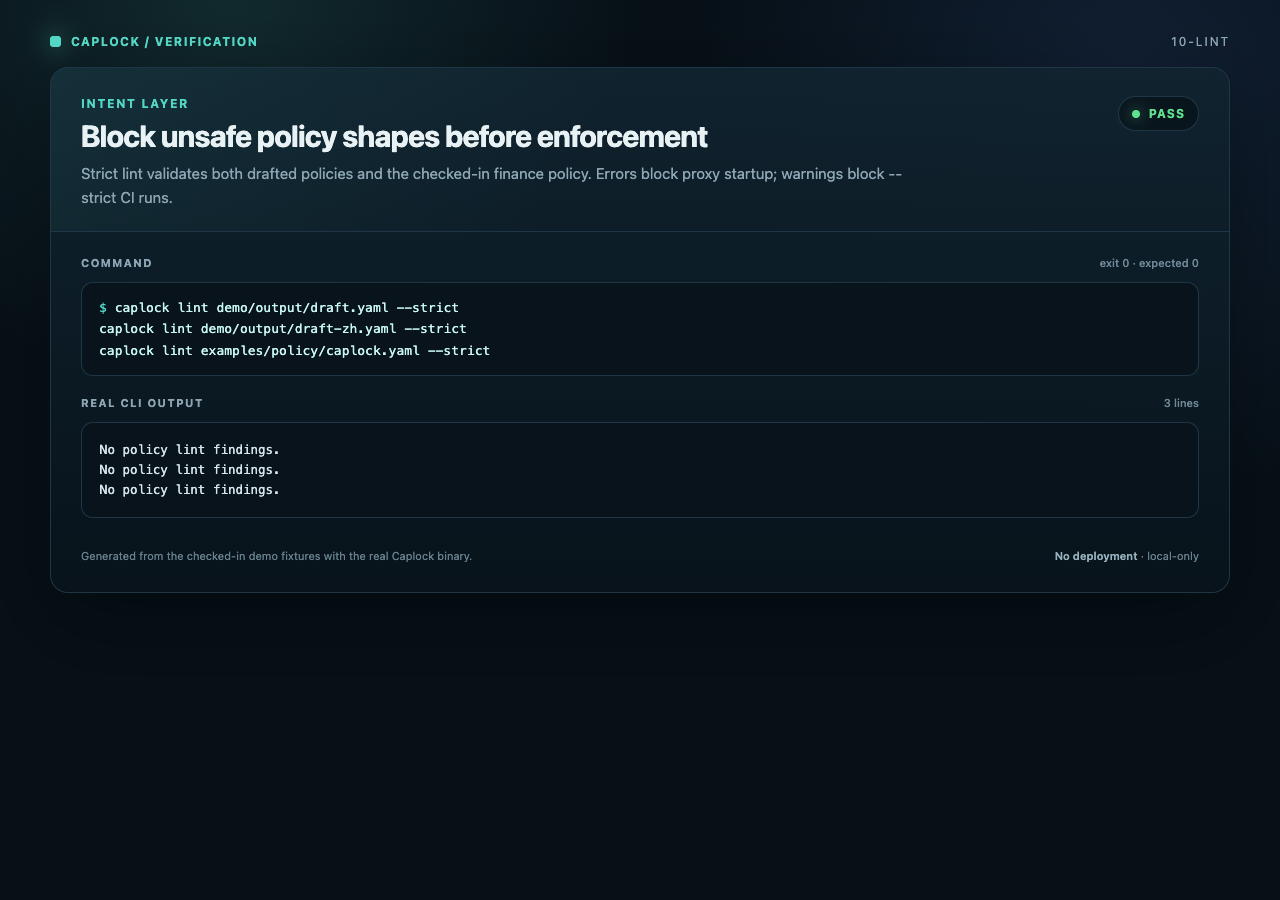 CAPLOCK / VERIFICATION
10-LINT
INTENT LAYER
PASS
Block unsafe policy shapes before enforcement
Strict lint validates both drafted policies and the checked-in finance policy. Errors block proxy startup; warnings block --
strict CI runs.
COMMAND
exit 0 · expected 0
$ caplock lint demo/output/draft.yaml --strict
caplock lint demo/output/draft-zh.yaml --strict
caplock lint examples/policy/caplock.yaml --strict
REAL CLI OUTPUT
3 lines
No policy lint findings.
No policy lint findings.
No policy lint findings.
Generated from the checked-in demo fixtures with the real Caplock binary.
No deployment · local-only